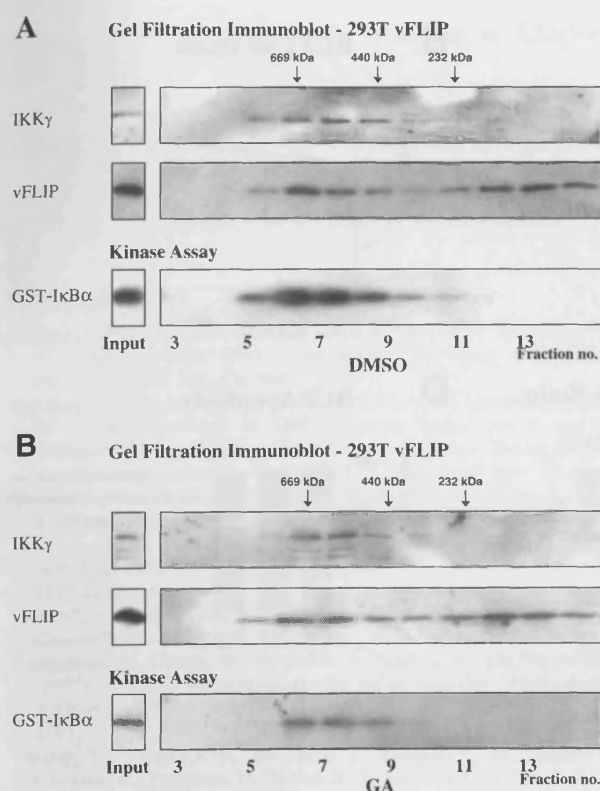 A
Gel Filtration Immunoblot - 293T vFLIP
669 kDa 440 kDa 232 kDa
IKKγ
vFLIP
Kinase Assay
GST-IκBα
Input 3 5 7 9 11 13 Fraction no.
DMSO
B
Gel Filtration Immunoblot - 293T vFLIP
669 kDa 440 kDa 232 kDa
IKKγ
vFLIP
Kinase Assay
GST-IκBα
Input 3 5 7 9 11 13 Fraction no.
GA